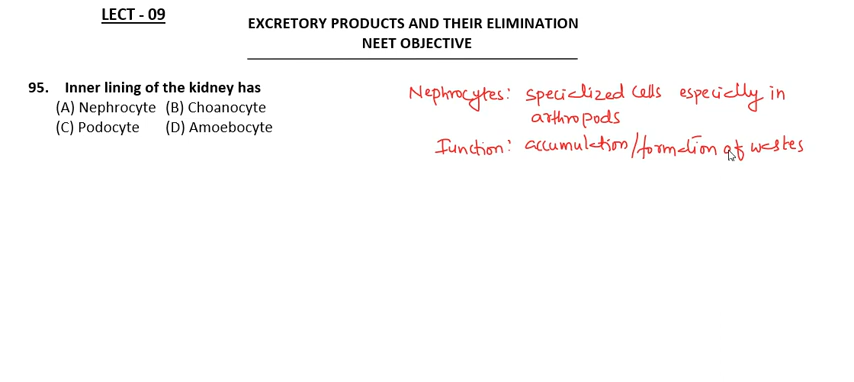 LECT - 09
EXCRETORY PRODUCTS AND THEIR ELIMINATION
NEET OBJECTIVE
95. Inner lining of the kidney has
(A) Nephrocyte (B) Choanocyte
(C) Podocyte (D) Amoebocyte
Nephrocytes: specialized cells especially in
arthropods
Function: accumulation/formation of wastes